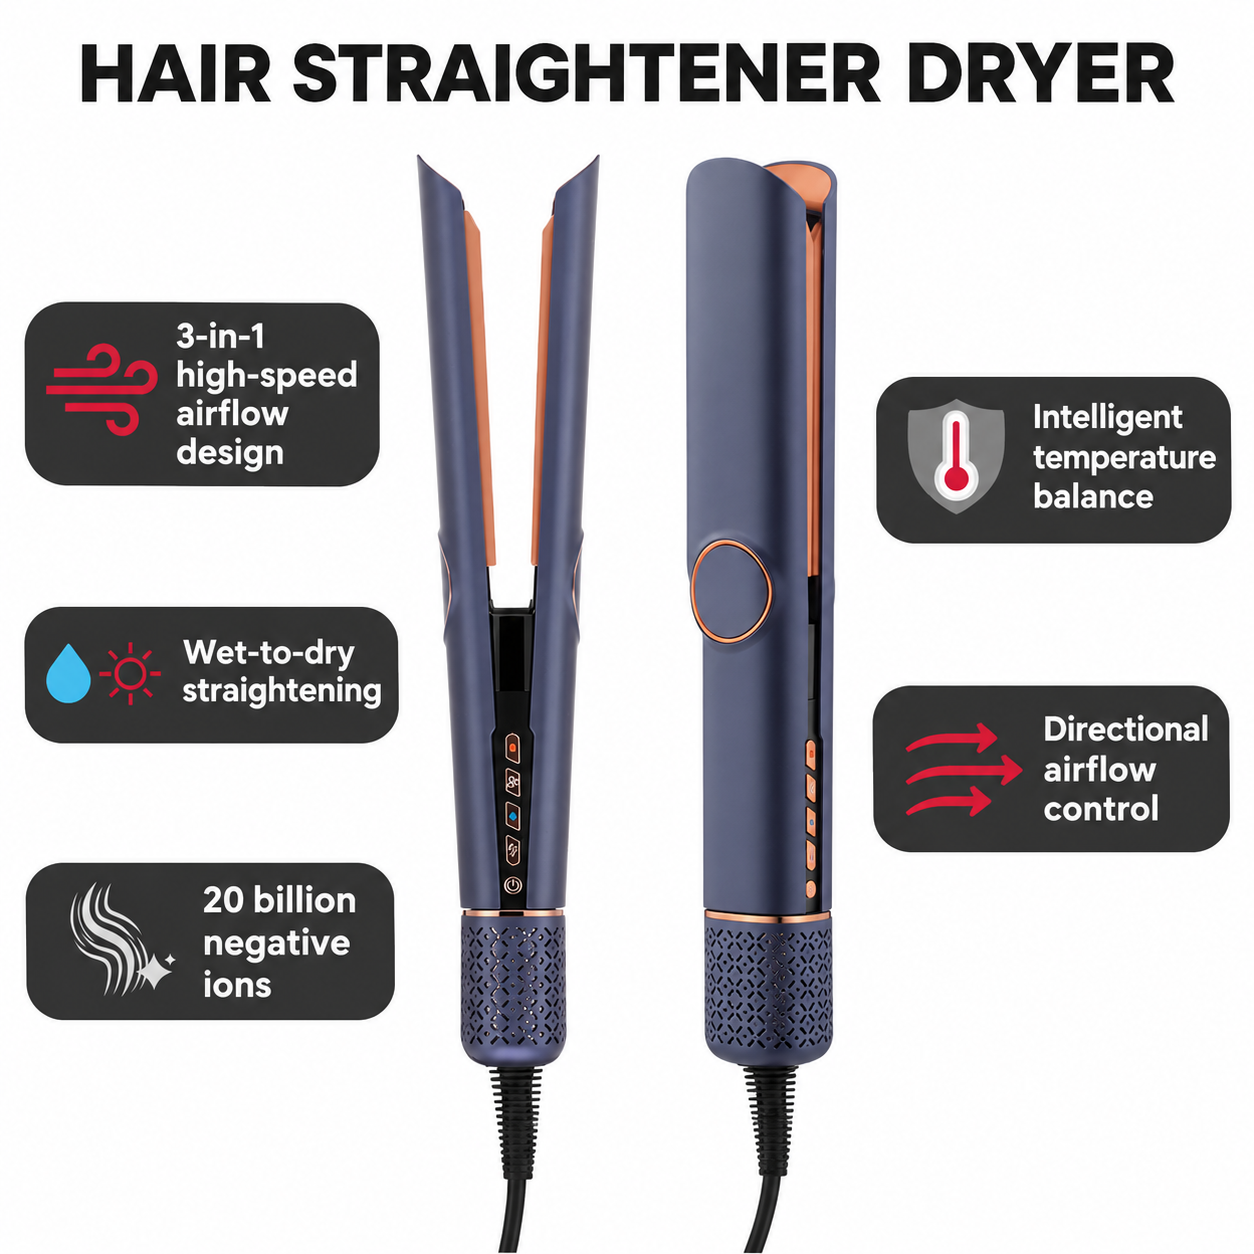 HAIR STRAIGHTENER DRYER
3-in-1
high-speed
airflow
design
Intelligent
temperature
balance
Wet-to-dry
straightening
Directional
airflow
control
20 billion
negative
ions